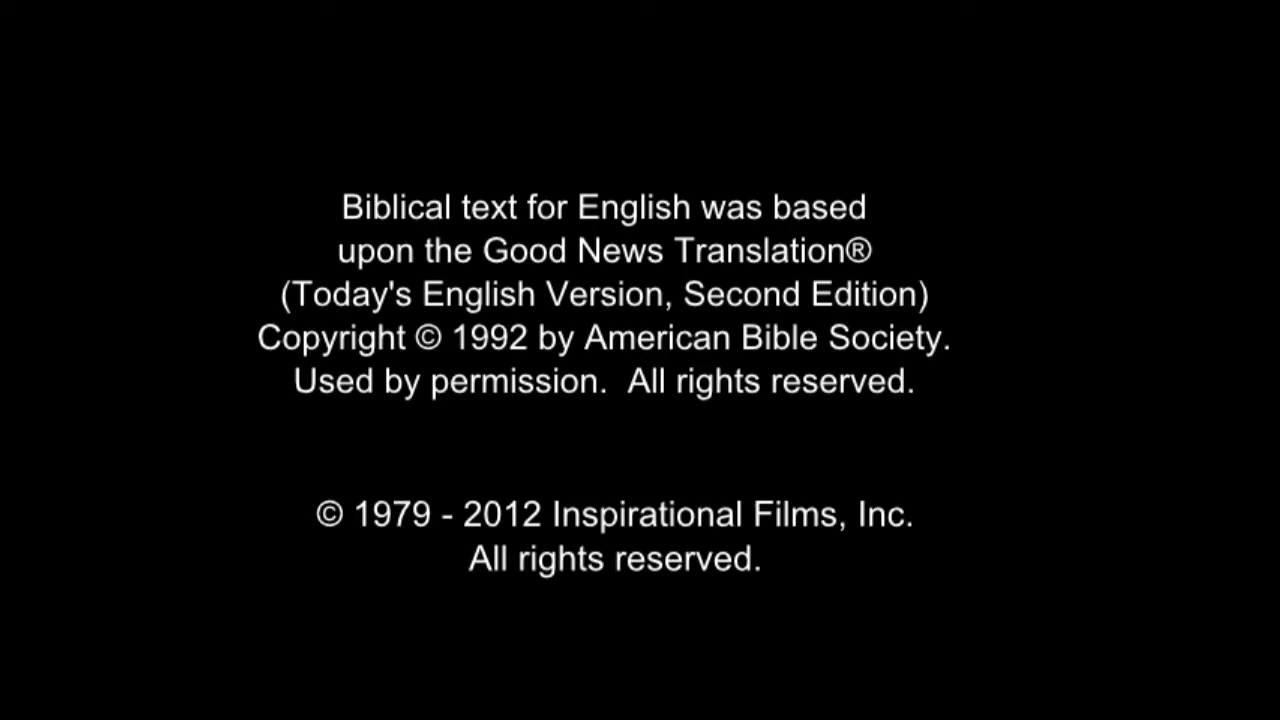 Biblical text for English was based
upon the Good News Translation®
(Today's English Version, Second Edition)
Copyright © 1992 by American Bible Society.
Used by permission.  All rights reserved.
© 1979 - 2012 Inspirational Films, Inc.
All rights reserved.